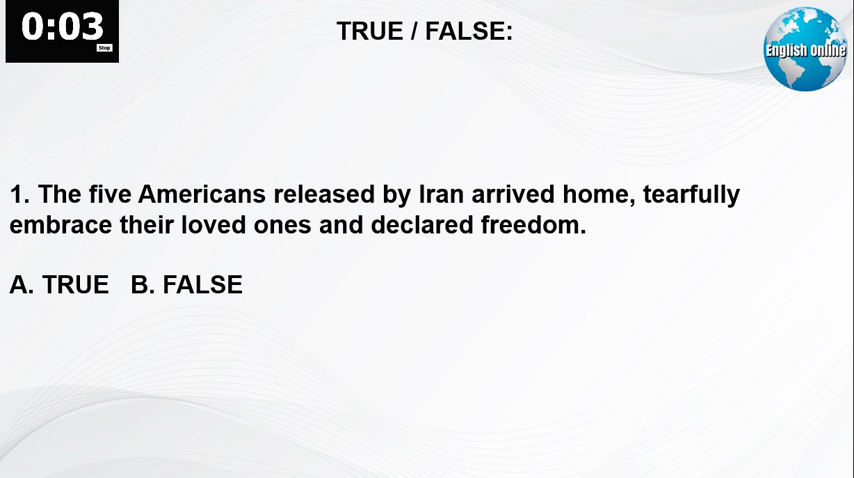 0:03
Stop
TRUE / FALSE:
English Online
1. The five Americans released by Iran arrived home, tearfully
embrace their loved ones and declared freedom.
A. TRUE B. FALSE